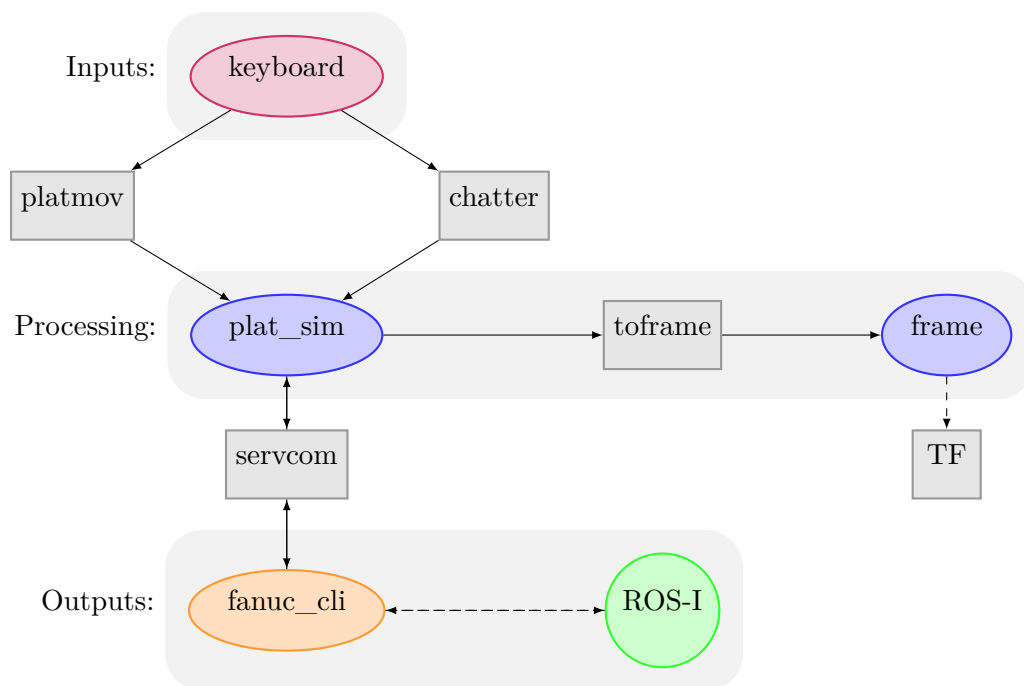 Inputs:
keyboard
platmov
chatter
Processing:
plat_sim
toframe
frame
servcom
TF
Outputs:
fanuc_cli
ROS-I